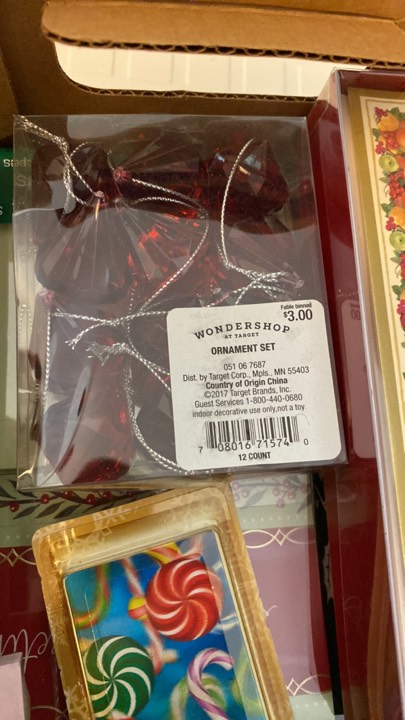 Fable binned
$3.00
WONDERSHOP
AT TARGET
ORNAMENT SET
051 06 7687
Dist. by Target Corp., Mpls., MN 55403
Country of Origin China
©2017 Target Brands, Inc.
Guest Services 1-800-440-0680
indoor decorative use only,not a toy
7 08016 71574 0
12 COUNT